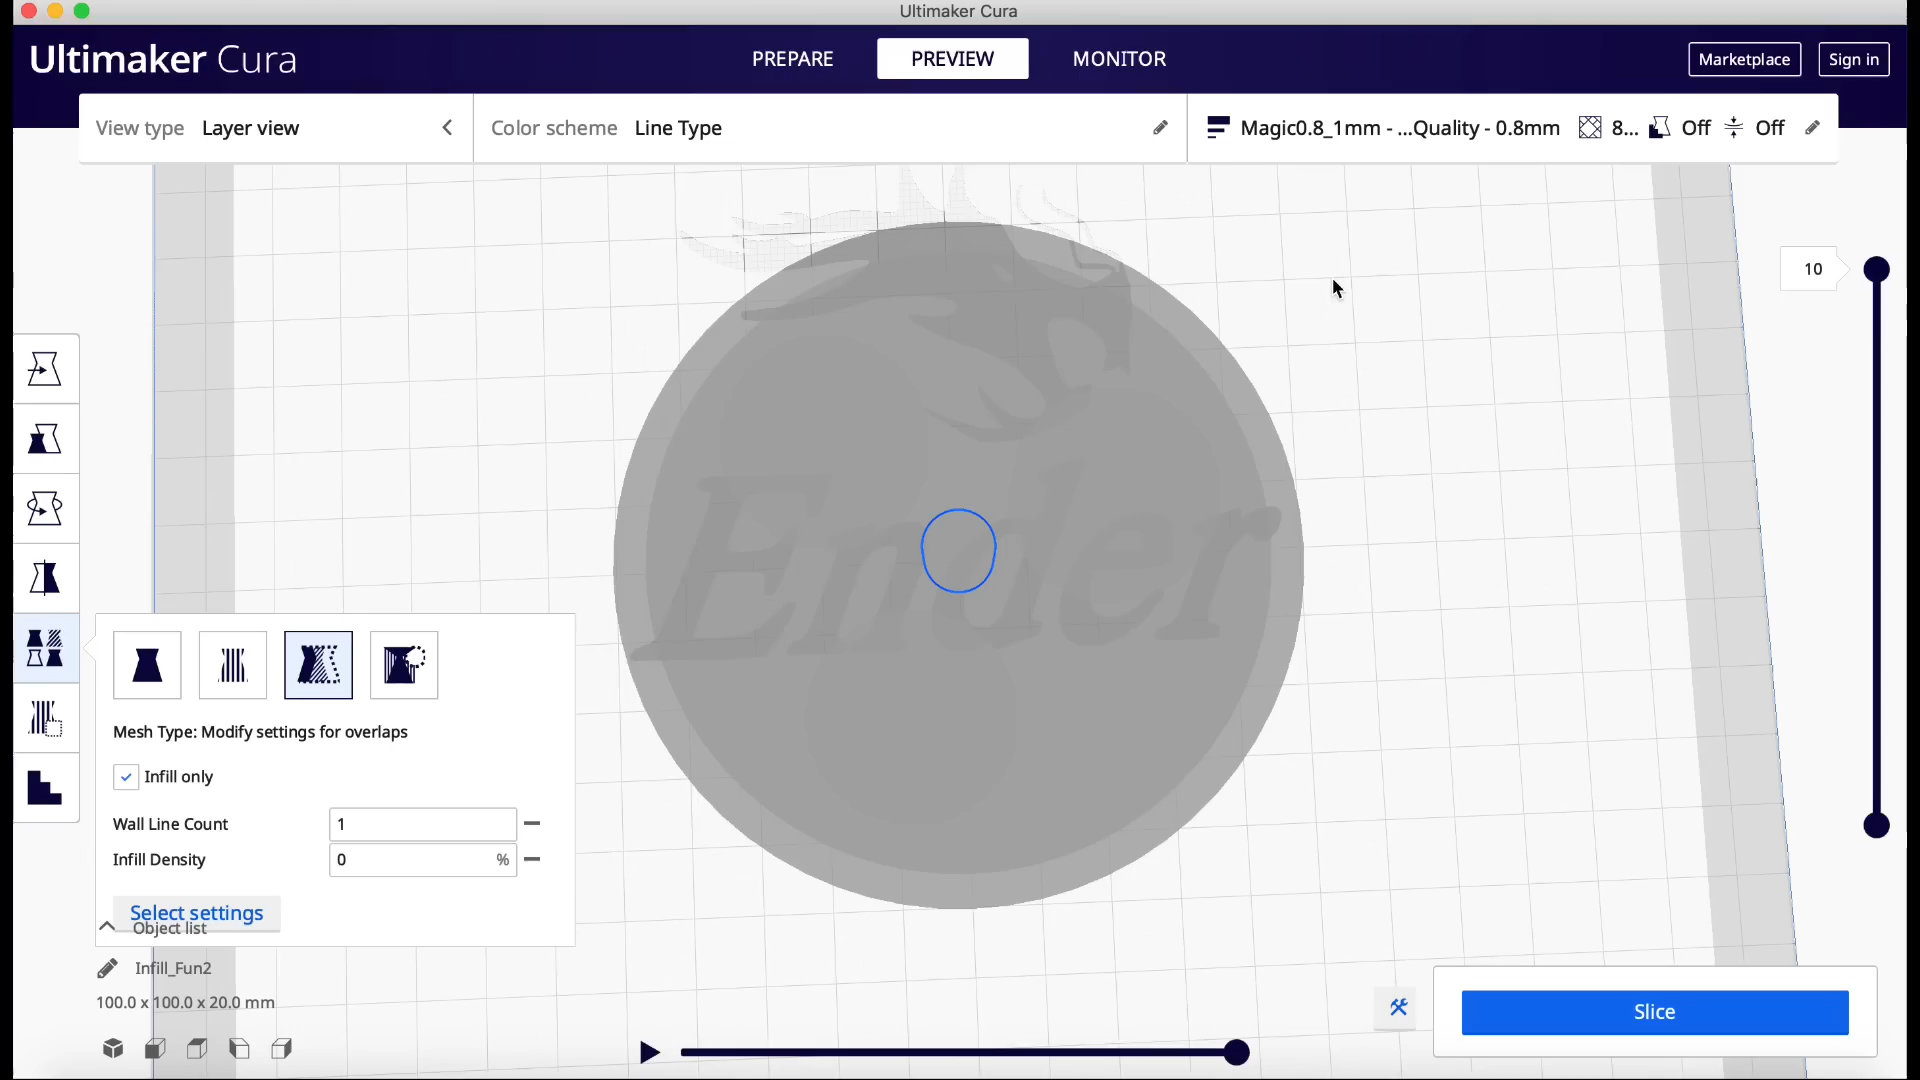 Ultimaker Cura
Ultimaker Cura
PREPARE
PREVIEW
MONITOR
Marketplace
Sign in
View type Layer view
Color scheme Line Type
Magic0.8_1mm - ...Quality - 0.8mm 8... Off Off
10
Ender
Mesh Type: Modify settings for overlaps
Infill only
Wall Line Count 1
Infill Density 0 %
Select settings
Object list
Infill_Fun2
100.0 x 100.0 x 20.0 mm
Slice